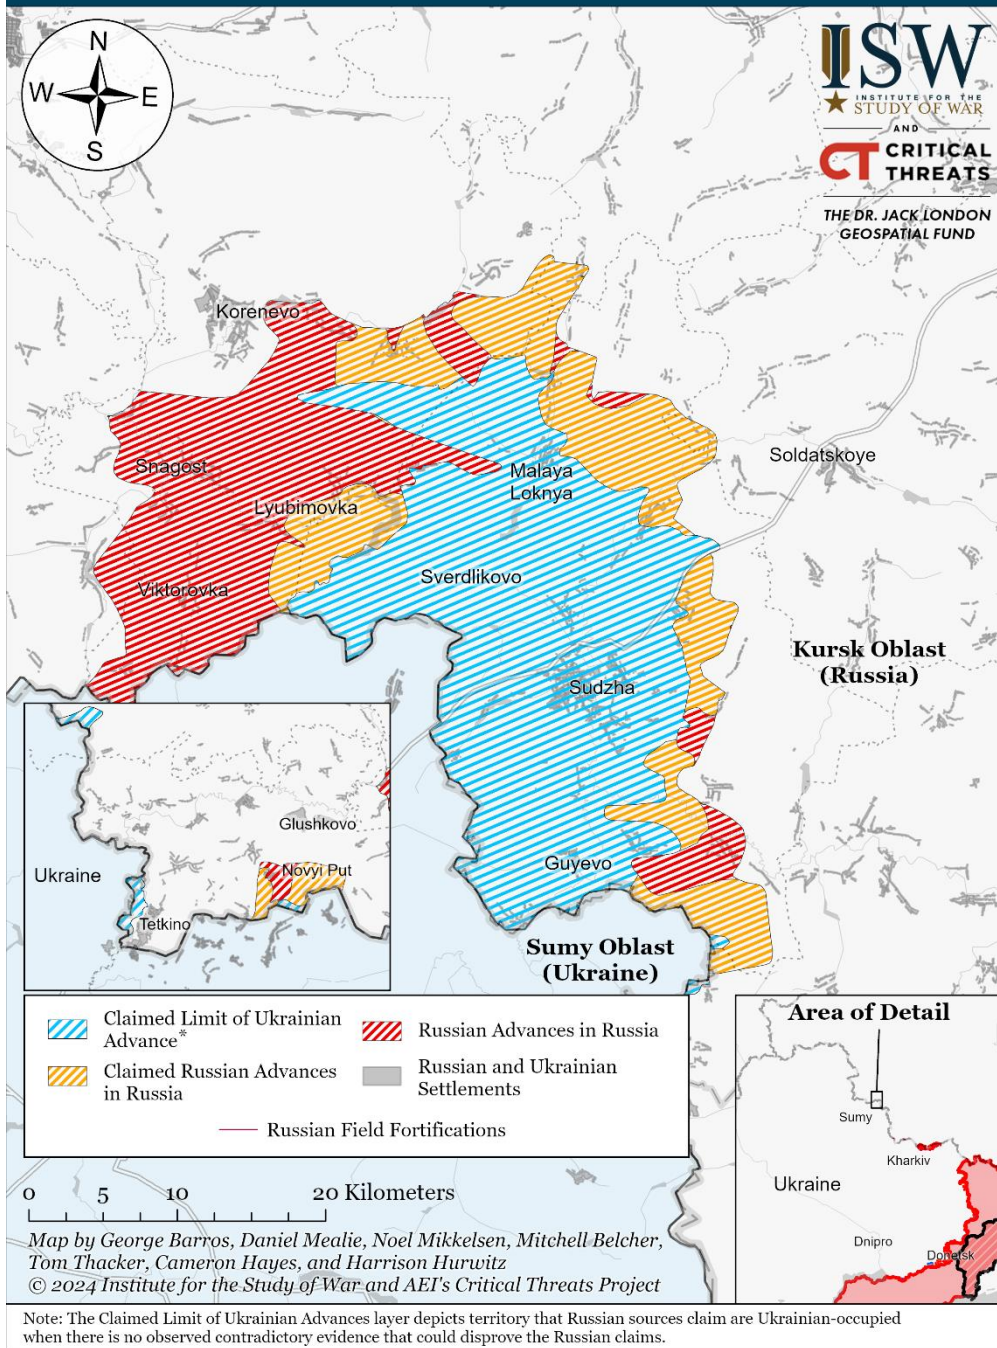 N
W
E
S
ISW
INSTITUTE FOR THE
STUDY OF WAR
AND
CT CRITICAL
THREATS
THE DR. JACK LONDON
GEOSPATIAL FUND
Korenevo
Snagost
Malaya
Loknya
Soldatskoye
Lyubimovka
Sverdlikovo
Viktorovka
Kursk Oblast
(Russia)
Sudzha
Guyevo
Sumy Oblast
(Ukraine)
Glushkovo
Ukraine
Novyi Put
Tetkino
Claimed Limit of Ukrainian
Advance*
Claimed Russian Advances
in Russia
Russian Advances in Russia
Russian and Ukrainian
Settlements
Russian Field Fortifications
Area of Detail
Sumy
Kharkiv
Ukraine
Dnipro
Donetsk
0 5 10 20 Kilometers
Map by George Barros, Daniel Mealie, Noel Mikkelsen, Mitchell Belcher,
Tom Thacker, Cameron Hayes, and Harrison Hurwitz
© 2024 Institute for the Study of War and AEI's Critical Threats Project
Note: The Claimed Limit of Ukrainian Advances layer depicts territory that Russian sources claim are Ukrainian-occupied
when there is no observed contradictory evidence that could disprove the Russian claims.